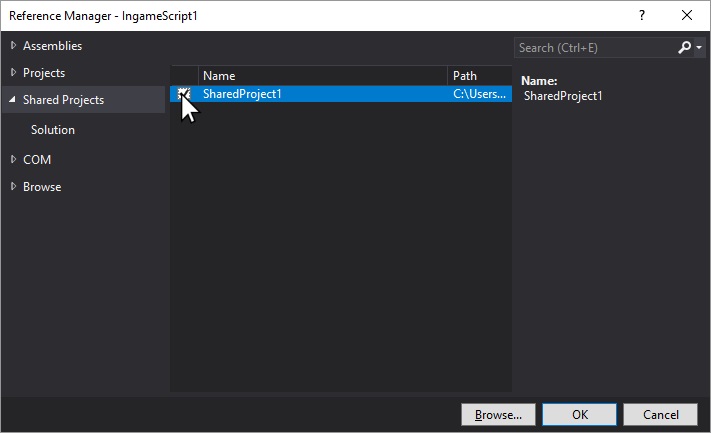 Reference Manager - IngameScript1
?
Assemblies
Projects
Shared Projects
Solution
COM
Browse
Name Path
SharedProject1 C:\Users...
Search (Ctrl+E)
Name:
SharedProject1
Browse... OK Cancel